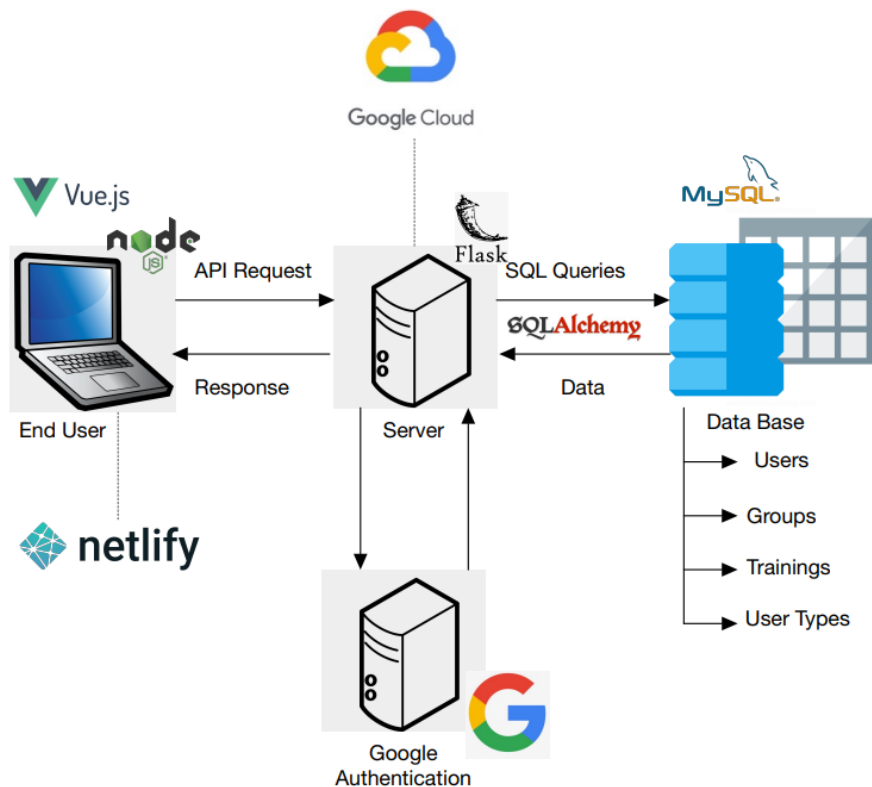 Google Cloud
Vue.js
node
JS
MySQL®
Flask
API Request
SQL Queries
SQLAlchemy
Response
Data
End User
Server
Data Base
Users
Groups
Trainings
User Types
netlify
Google
Authentication